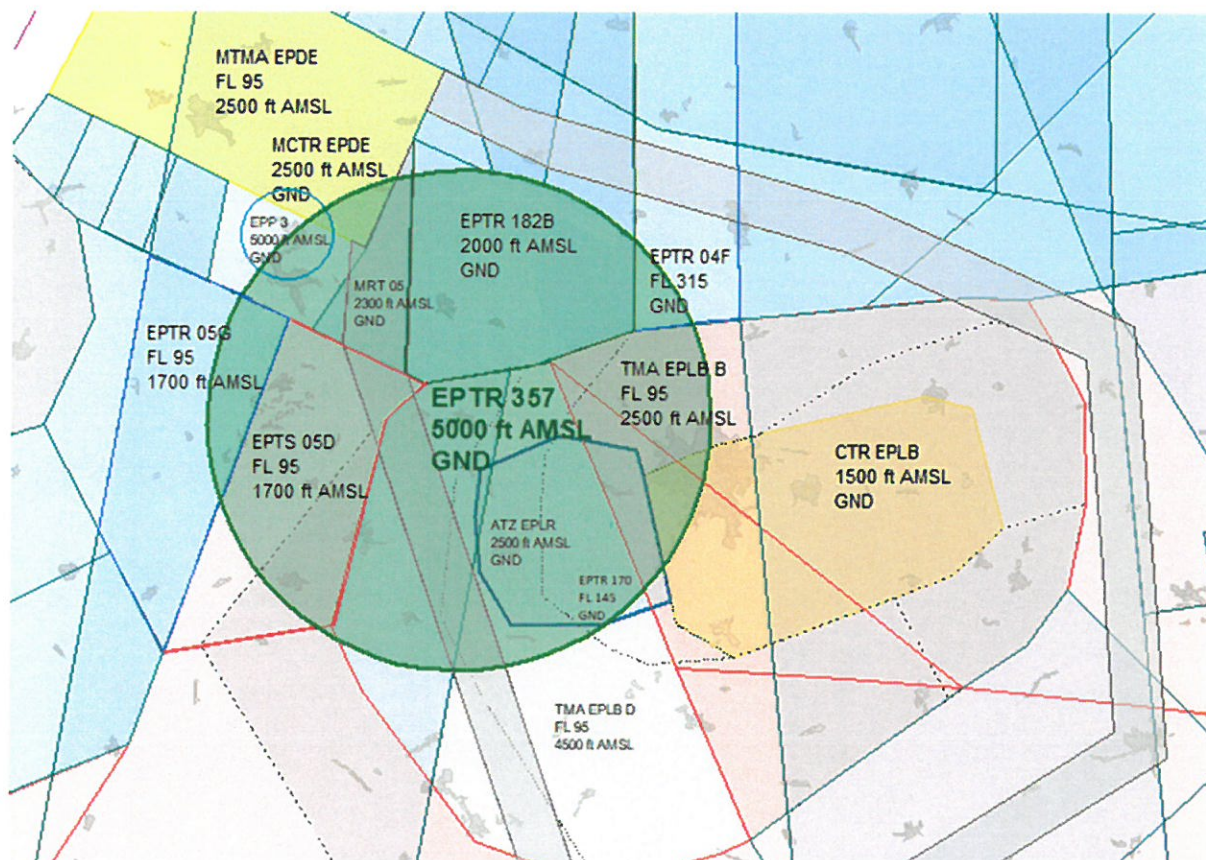 MTMA EPDE
FL 95
2500 ft AMSL
MCTR EPDE
2500 ft AMSL
GND
EPP 3
5000 ft AMSL
GND
EPTR 182B
2000 ft AMSL
GND
MRT 05
2300 ft AMSL
GND
EPTR 04F
FL 315
GND
EPTR 05G
FL 95
1700 ft AMSL
TMA EPLB B
FL 95
2500 ft AMSL
EPTR 357
5000 ft AMSL
GND
EPTS 05D
FL 95
1700 ft AMSL
CTR EPLB
1500 ft AMSL
GND
ATZ EPLR
2500 ft AMSL
GND
EPTR 170
FL 145
GND
TMA EPLB D
FL 95
4500 ft AMSL